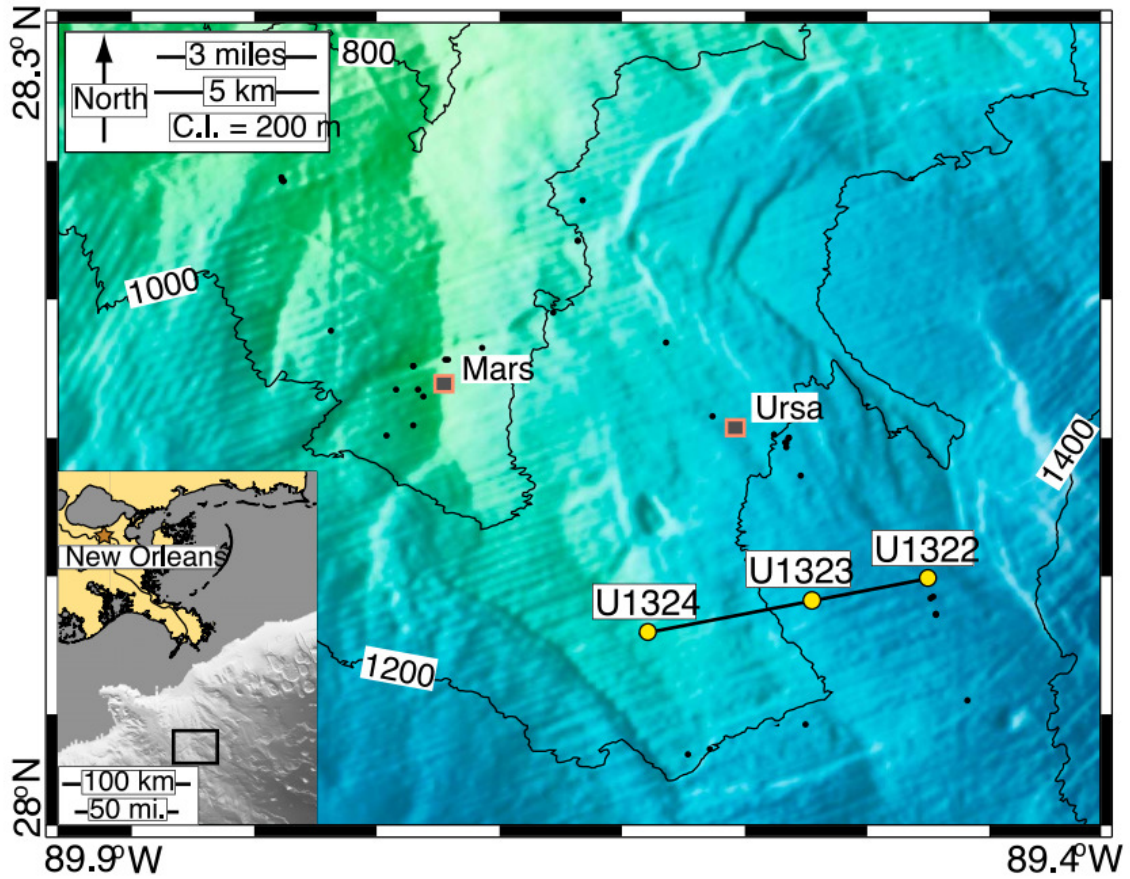 28.3°N
800
3 miles
5 km
North
C.I. = 200 m
1000
Mars
Ursa
1400
New Orleans
U1322
U1323
U1324
1200
100 km
50 mi.
28°N
89.9°W
89.4°W